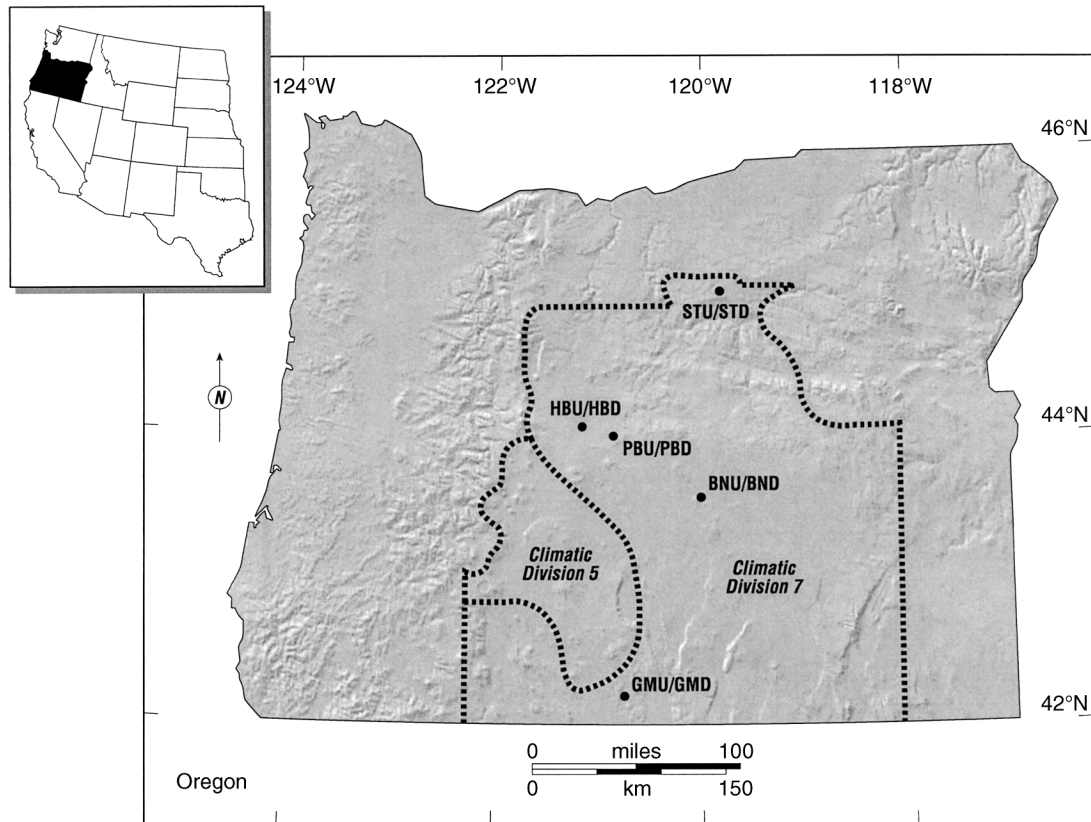 124°W 122°W 120°W 118°W
46°N
STU/STD
HBU/HBD
44°N
PBU/PBD
BNU/BND
Climatic
Division 5
Climatic
Division 7
GMU/GMD
42°N
N
0 miles 100
0 km 150
Oregon